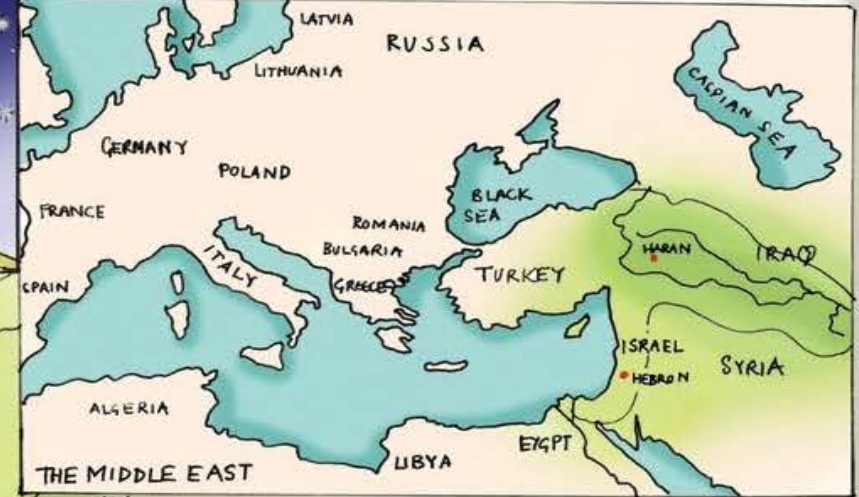 LATVIA
RUSSIA
LITHUANIA
CASPIAN SEA
GERMANY
POLAND
BLACK
SEA
FRANCE
ROMANIA
BULGARIA
ITALY
HARAN
IRAQ
SPAIN
GREECE
TURKEY
ISRAEL
HEBRON
SYRIA
ALGERIA
EYGPT
LIBYA
THE MIDDLE EAST